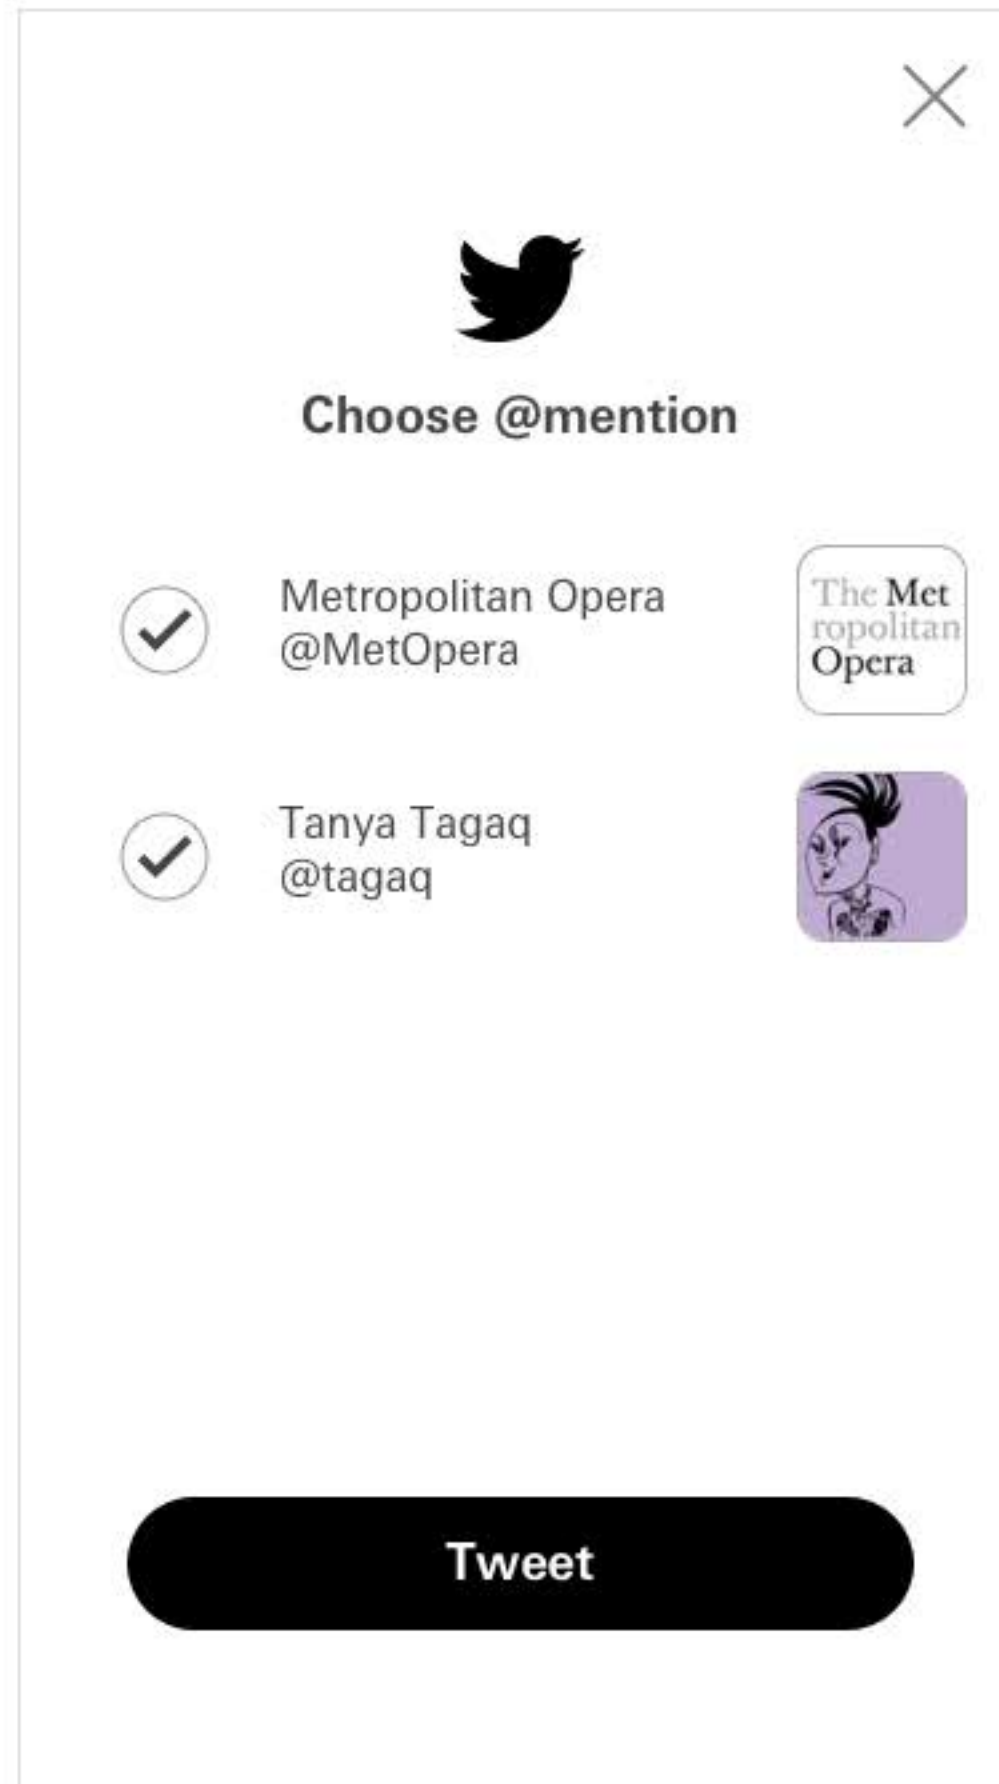 Choose @mention
Metropolitan Opera
@MetOpera
The Met
ropolitan
Opera
Tanya Tagaq
@tagaq
Tweet